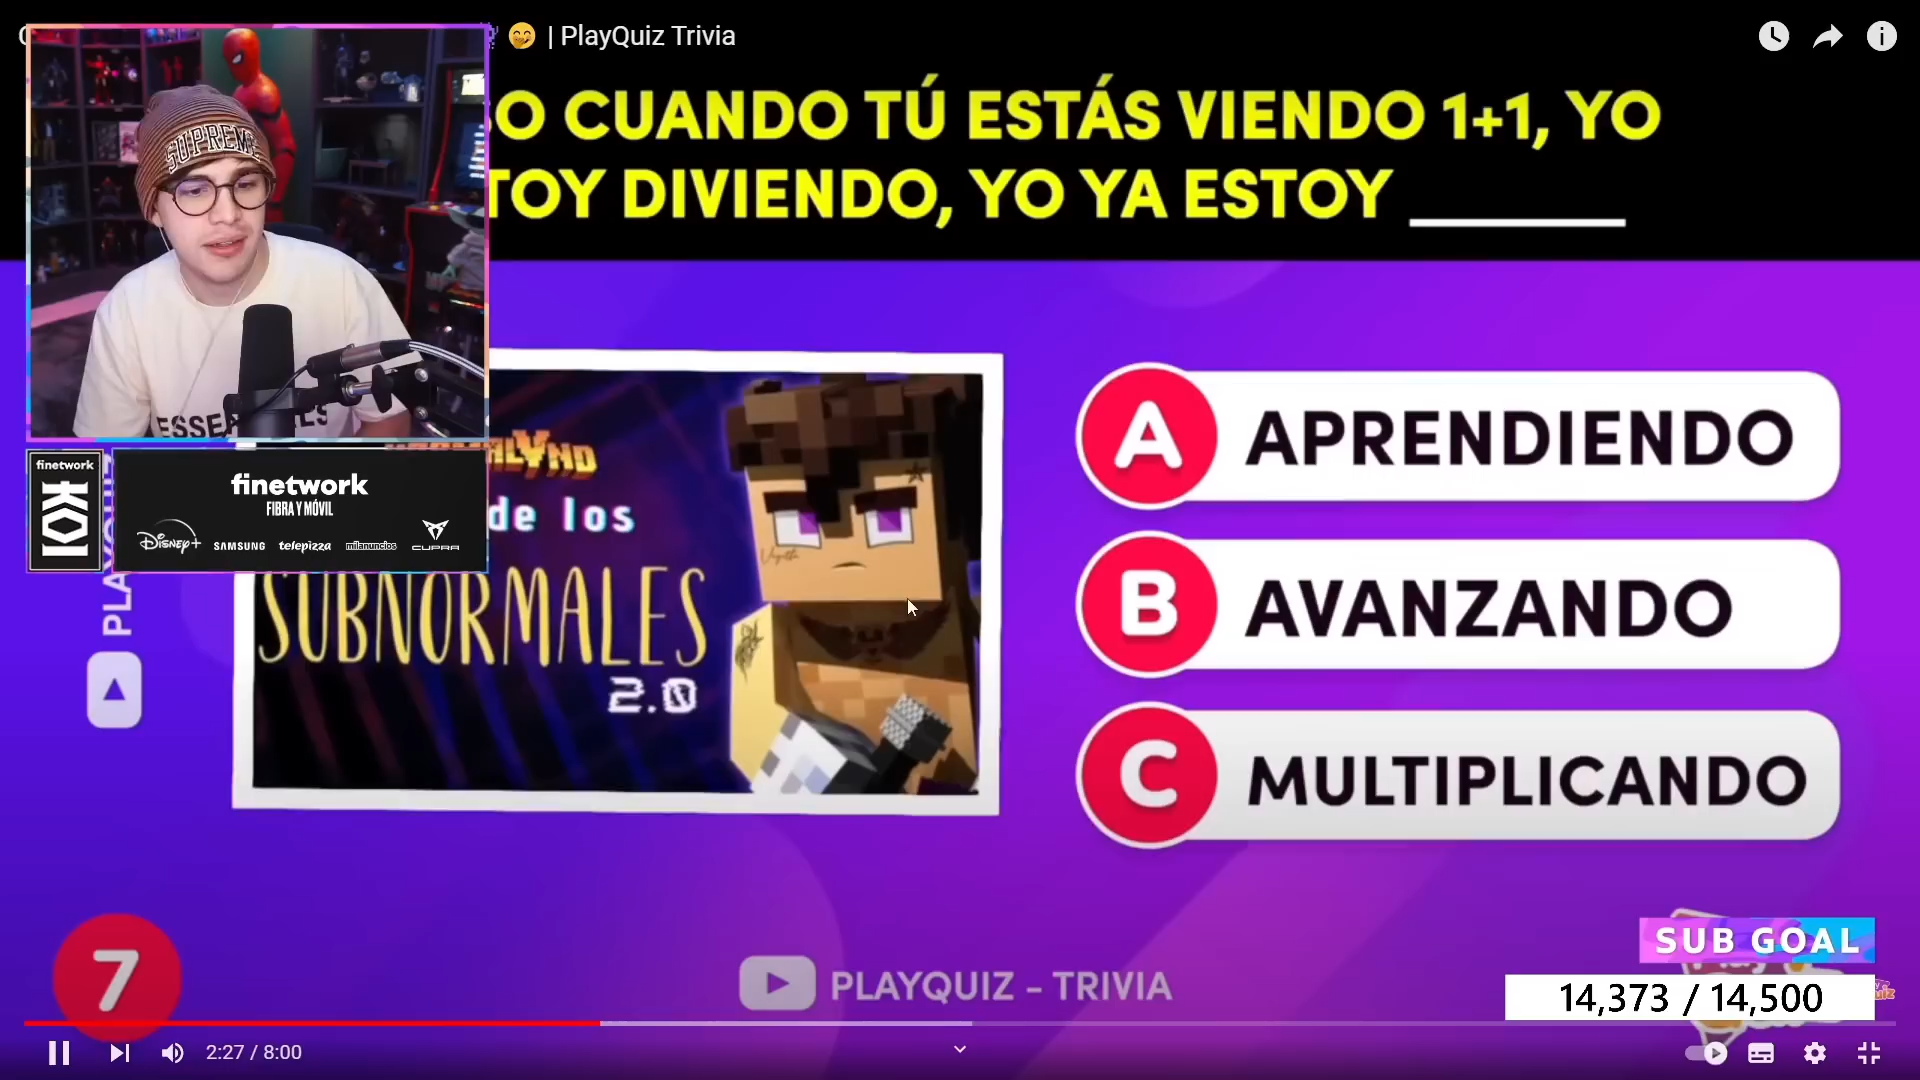 | PlayQuiz Trivia
O CUANDO TÚ ESTÁS VIENDO 1+1, YO
TOY DIVIENDO, YO YA ESTOY ______
SUPREME
finetwork
KOI
finetwork
FIBRA Y MÓVIL
Disney+ SAMSUNG telepizza milanuncios CUPRA
de los
SUBNORMALES
2.0
A APRENDIENDO
B AVANZANDO
C MULTIPLICANDO
7
PLAYQUIZ - TRIVIA
SUB GOAL
14,373 / 14,500
2:27 / 8:00